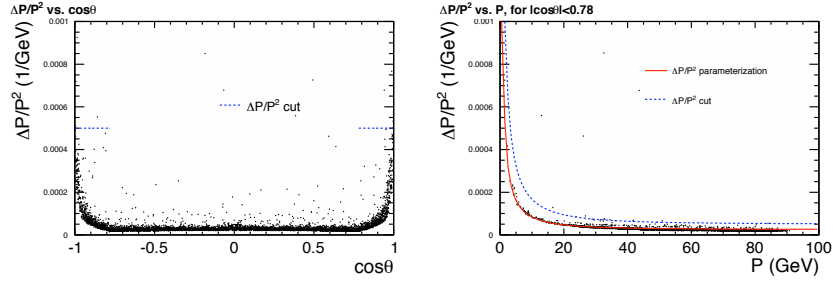 ΔP/P² vs. cosθ
ΔP/P² (1/GeV)
0.001
0.0008
0.0006
0.0004
0.0002
0
ΔP/P² cut
-1
-0.5
0
0.5
1
cosθ
ΔP/P² vs. P, for |cosθ|<0.78
ΔP/P² (1/GeV)
0.001
0.0008
0.0006
0.0004
0.0002
0
ΔP/P² parameterization
ΔP/P² cut
0
20
40
60
80
100
P (GeV)